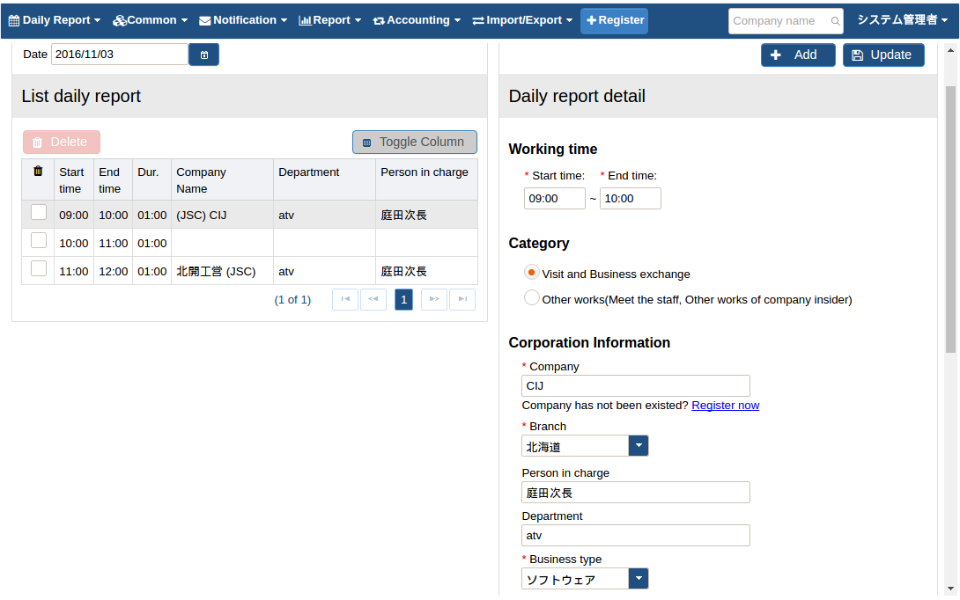 Daily Report Common Notification Report Accounting Import/Export Register Company name システム管理者
Date 2016/11/03
List daily report
Delete Toggle Column
Start time End time Dur. Company Name Department Person in charge
09:00 10:00 01:00 (JSC) CIJ atv 庭田次長
10:00 11:00 01:00
11:00 12:00 01:00 北開工営 (JSC) atv 庭田次長
(1 of 1) 1
Add Update
Daily report detail
Working time
* Start time: * End time:
09:00 ~ 10:00
Category
Visit and Business exchange
Other works(Meet the staff, Other works of company insider)
Corporation Information
* Company
CIJ
Company has not been existed? Register now
* Branch
北海道
Person in charge
庭田次長
Department
atv
* Business type
ソフトウェア